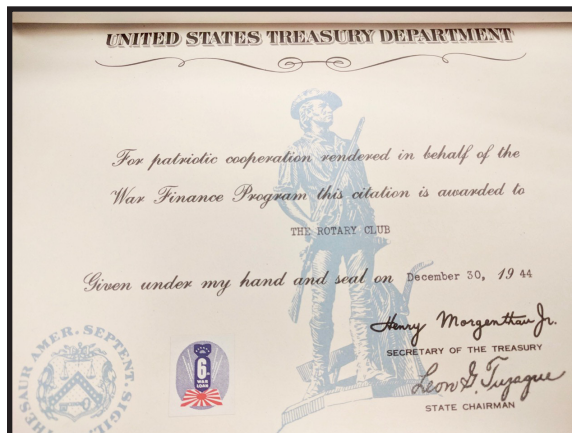 UNITED STATES TREASURY DEPARTMENT
For patriotic cooperation rendered in behalf of the
War Finance Program this citation is awarded to
THE ROTARY CLUB
Given under my hand and seal on December 30, 1944
Henry Morgenthau Jr.
SECRETARY OF THE TREASURY
Leon G. Tujague
STATE CHAIRMAN
THESAUR. AMER. SEPTENT. SIGIL.
6th
WAR
LOAN